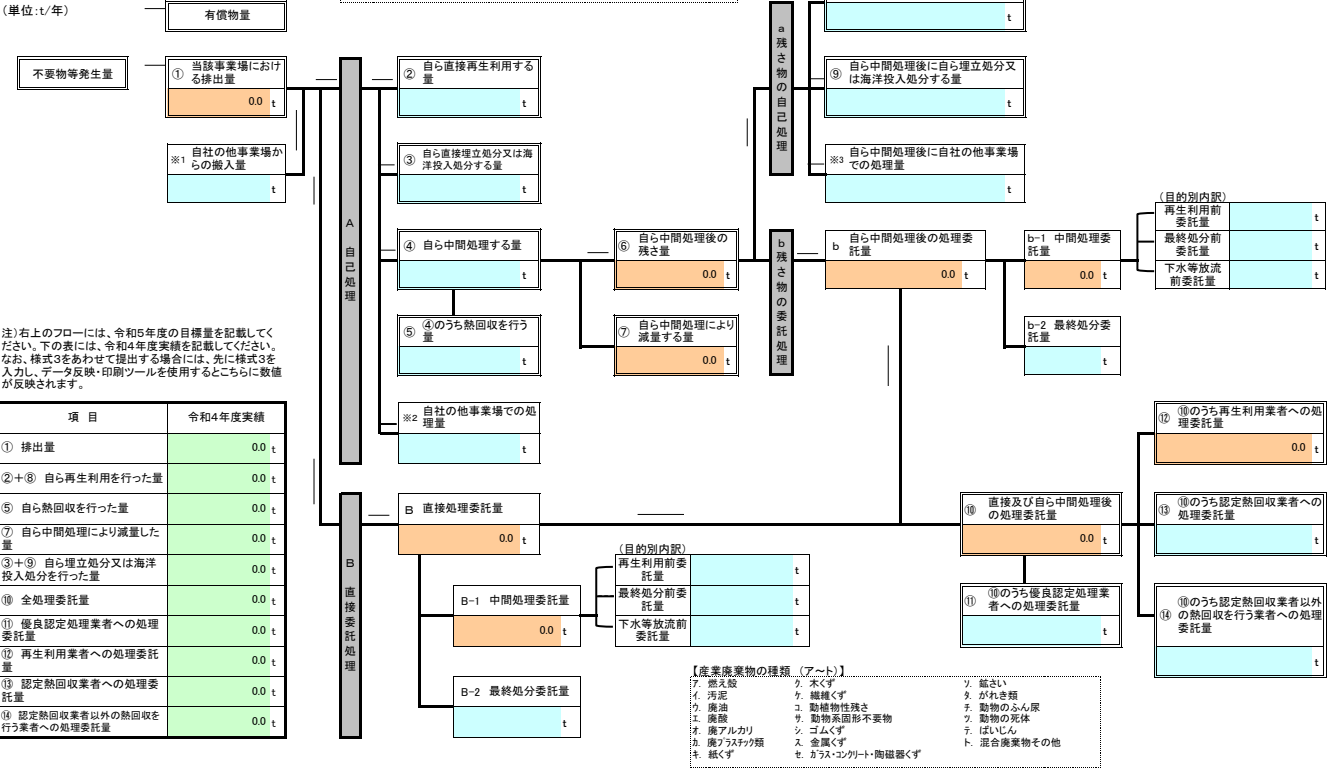 (単位:t/年)
有償物量
t
不要物等発生量
① 当該事業場におけ
る排出量
0.0 t
※1 自社の他事業場か
らの搬入量
t
A 自己処理
② 自ら直接再生利用する
量
t
③ 自ら直接埋立処分又は海
洋投入処分する量
t
④ 自ら中間処理する量
t
⑤ ④のうち熱回収を行う
量
t
※2 自社の他事業場での処
理量
t
⑥ 自ら中間処理後の
残さ量
0.0 t
⑦ 自ら中間処理により
減量する量
0.0 t
a 残さ物の自己処理
⑨ 自ら中間処理後に自ら埋立処分又
は海洋投入処分する量
t
※3 自ら中間処理後に自社の他事業場
での処理量
t
b 残さ物の委託処理
b 自ら中間処理後の処理委
託量
0.0 t
b-1 中間処理委
託量
0.0 t
b-2 最終処分委
託量
t
(目的別内訳)
再生利用前
委託量
t
最終処分前
委託量
t
下水等放流
前委託量
t
注)右上のフローには、令和5年度の目標量を記載してく
ださい。下の表には、令和4年度実績を記載してください。
なお、様式3をあわせて提出する場合には、先に様式3を
入力し、データ反映・印刷ツールを使用するとこちらに数値
が反映されます。
項 目 令和4年度実績
① 排出量 0.0 t
②+⑧ 自ら再生利用を行った量 0.0 t
⑤ 自ら熱回収を行った量 0.0 t
⑦ 自ら中間処理により減量した
量 0.0 t
③+⑨ 自ら埋立処分又は海洋
投入処分を行った量 0.0 t
⑩ 全処理委託量 0.0 t
⑪ 優良認定処理業者への処理
委託量 0.0 t
⑫ 再生利用業者への処理委託
量 0.0 t
⑬ 認定熱回収業者への処理委
託量 0.0 t
⑭ 認定熱回収業者以外の熱回収を
行う業者への処理委託量 0.0 t
B 直接委託処理
B 直接処理委託量
0.0 t
B-1 中間処理委託量
0.0 t
B-2 最終処分委託量
t
(目的別内訳)
再生利用前委
託量
t
最終処分前委
託量
t
下水等放流前
委託量
t
⑩ 直接及び自ら中間処理後
の処理委託量
0.0 t
⑪ ⑩のうち優良認定処理業
者への処理委託量
t
⑫ ⑩のうち再生利用業者への処
理委託量
0.0 t
⑬ ⑩のうち認定熱回収業者への
処理委託量
t
⑭ ⑩のうち認定熱回収業者以外
の熱回収を行う業者への処理
委託量
t
【産業廃棄物の種類 (ア~ト)】
ア. 燃え殻 ク. 木くず ソ. 鉱さい
イ. 汚泥 ケ. 繊維くず タ. がれき類
ウ. 廃油 コ. 動植物性残さ チ. 動物のふん尿
エ. 廃酸 サ. 動物系固形不要物 ツ. 動物の死体
オ. 廃アルカリ シ. ゴムくず テ. ばいじん
カ. 廃プラスチック類 ス. 金属くず ト. 混合廃棄物その他
キ. 紙くず セ. ガラス・コンクリート・陶磁器くず